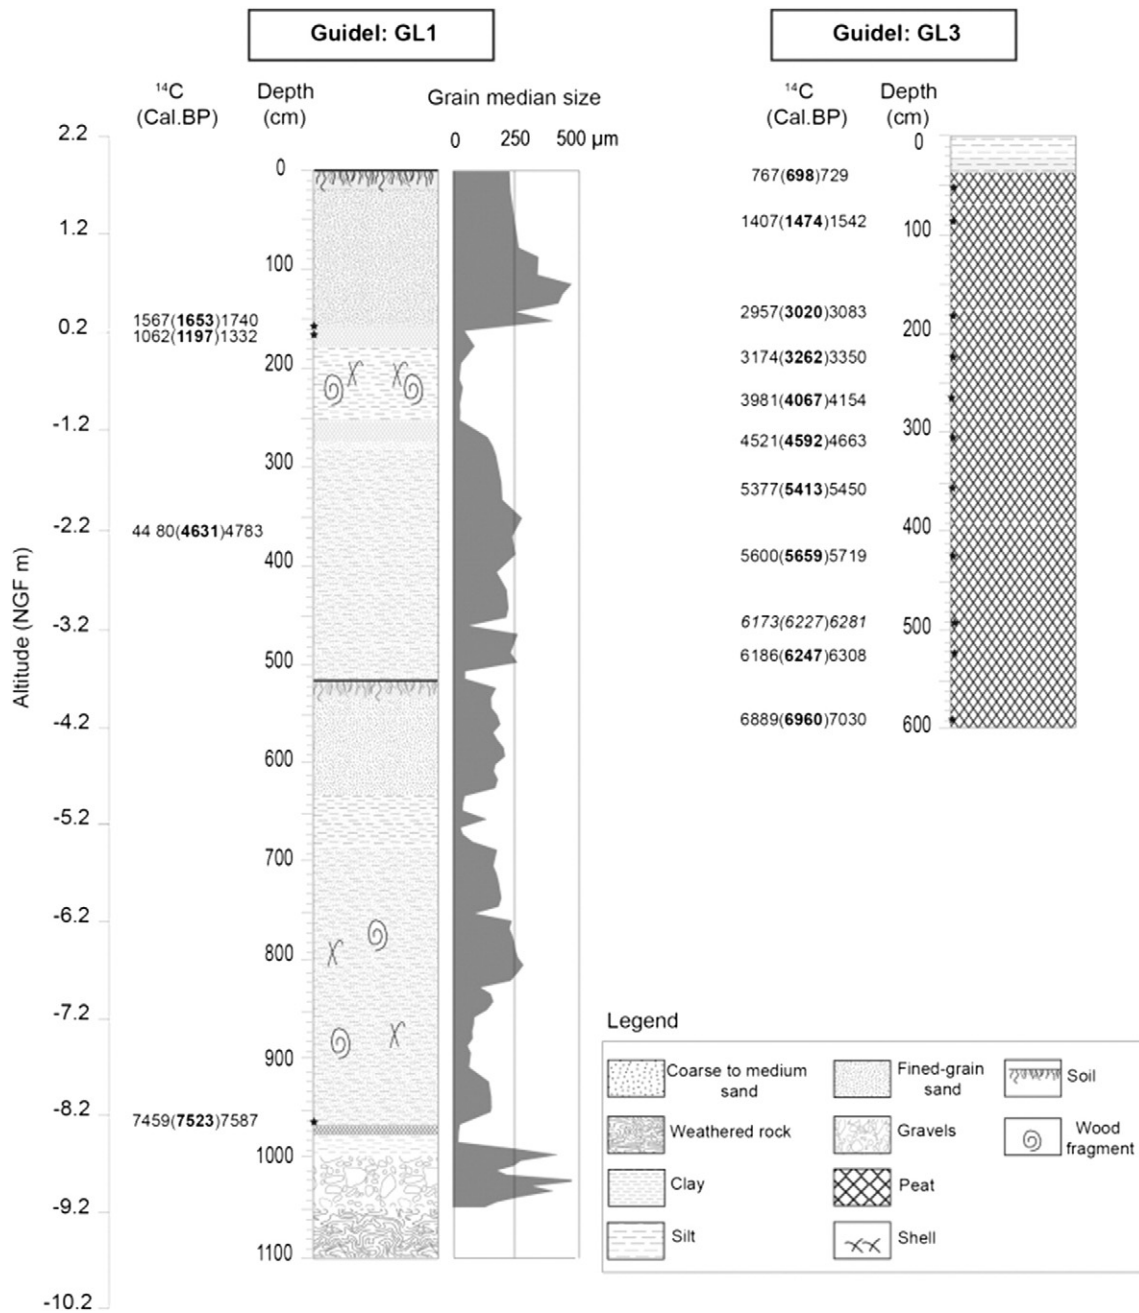 Guidel: GL1
Guidel: GL3
14C
(Cal.BP)
Depth
(cm)
Grain median size
0 250 500 µm
14C
(Cal.BP)
Depth
(cm)
Altitude (NGF m)
2.2
1.2
0.2
-1.2
-2.2
-3.2
-4.2
-5.2
-6.2
-7.2
-8.2
-9.2
-10.2
1567(1653)1740
1062(1197)1332
44 80(4631)4783
7459(7523)7587
0
100
200
300
400
500
600
700
800
900
1000
1100
767(698)729
1407(1474)1542
2957(3020)3083
3174(3262)3350
3981(4067)4154
4521(4592)4663
5377(5413)5450
5600(5659)5719
6173(6227)6281
6186(6247)6308
6889(6960)7030
0
100
200
300
400
500
600
Legend
Coarse to medium
sand
Fined-grain
sand
Soil
Weathered rock
Gravels
Wood
fragment
Clay
Peat
Silt
Shell